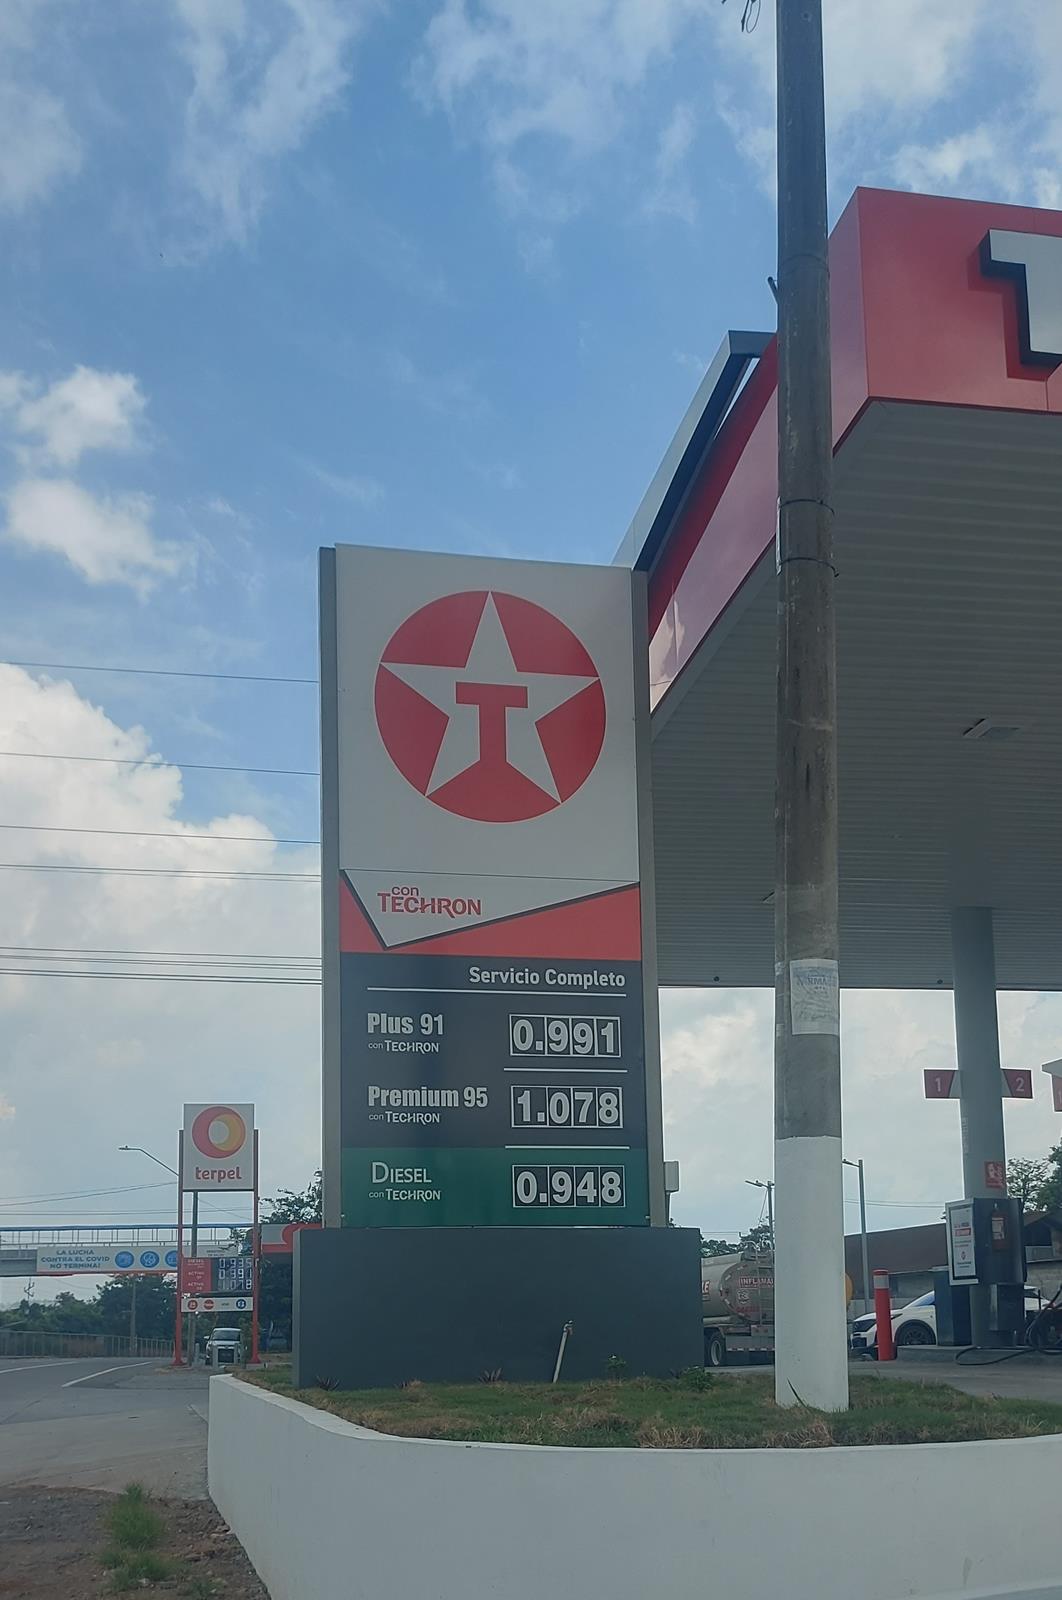 T
T
con
TECHRON
Servicio Completo
Plus 91
con TECHRON
0.991
Premium 95
con TECHRON
1.078
DIESEL
con TECHRON
0.948
1 2
terpel
LA LUCHA
CONTRA EL COVID
NO TERMINA!
INFLAMABLE